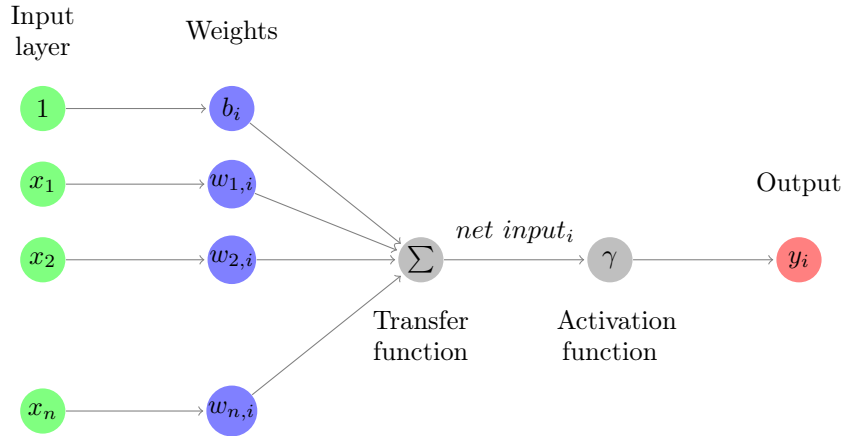 Input
layer
Weights
1
b_i
x_1
w_{1,i}
Output
net input_i
x_2
w_{2,i}
∑
γ
y_i
Transfer
function
Activation
function
x_n
w_{n,i}